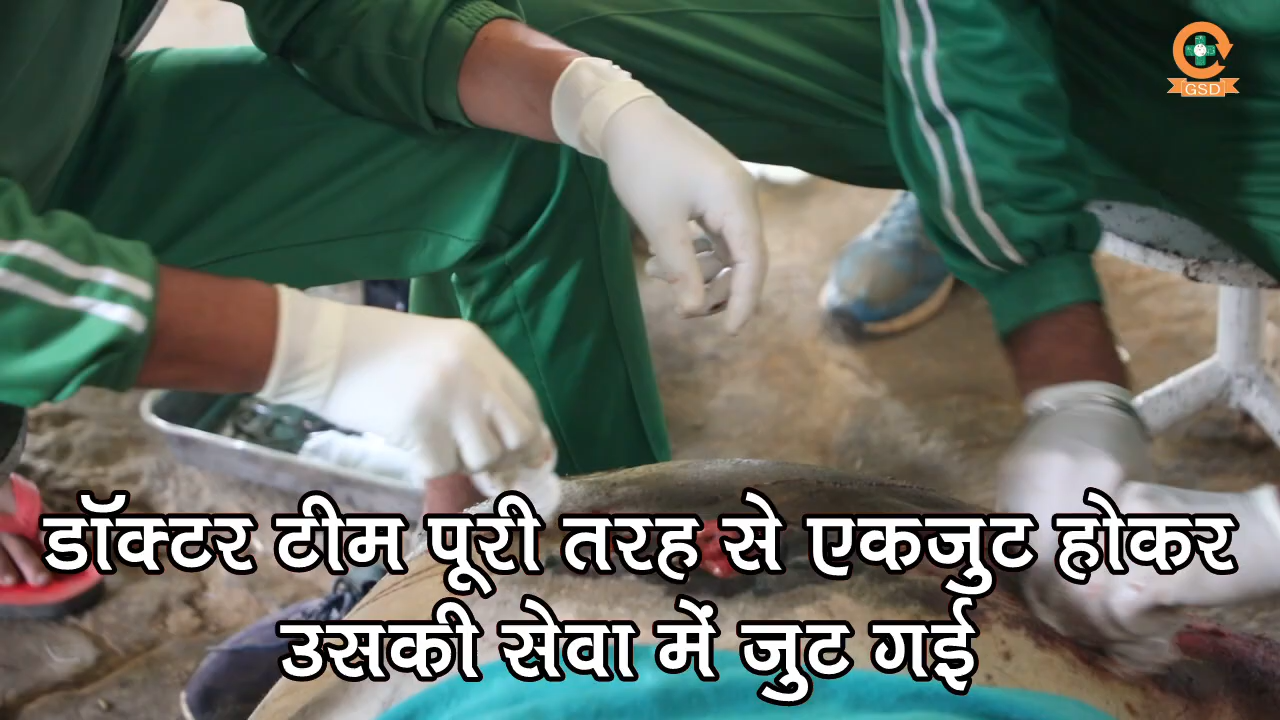 GSD
डॉक्टर टीम पूरी तरह से एकजुट होकर
उसकी सेवा में जुट गई